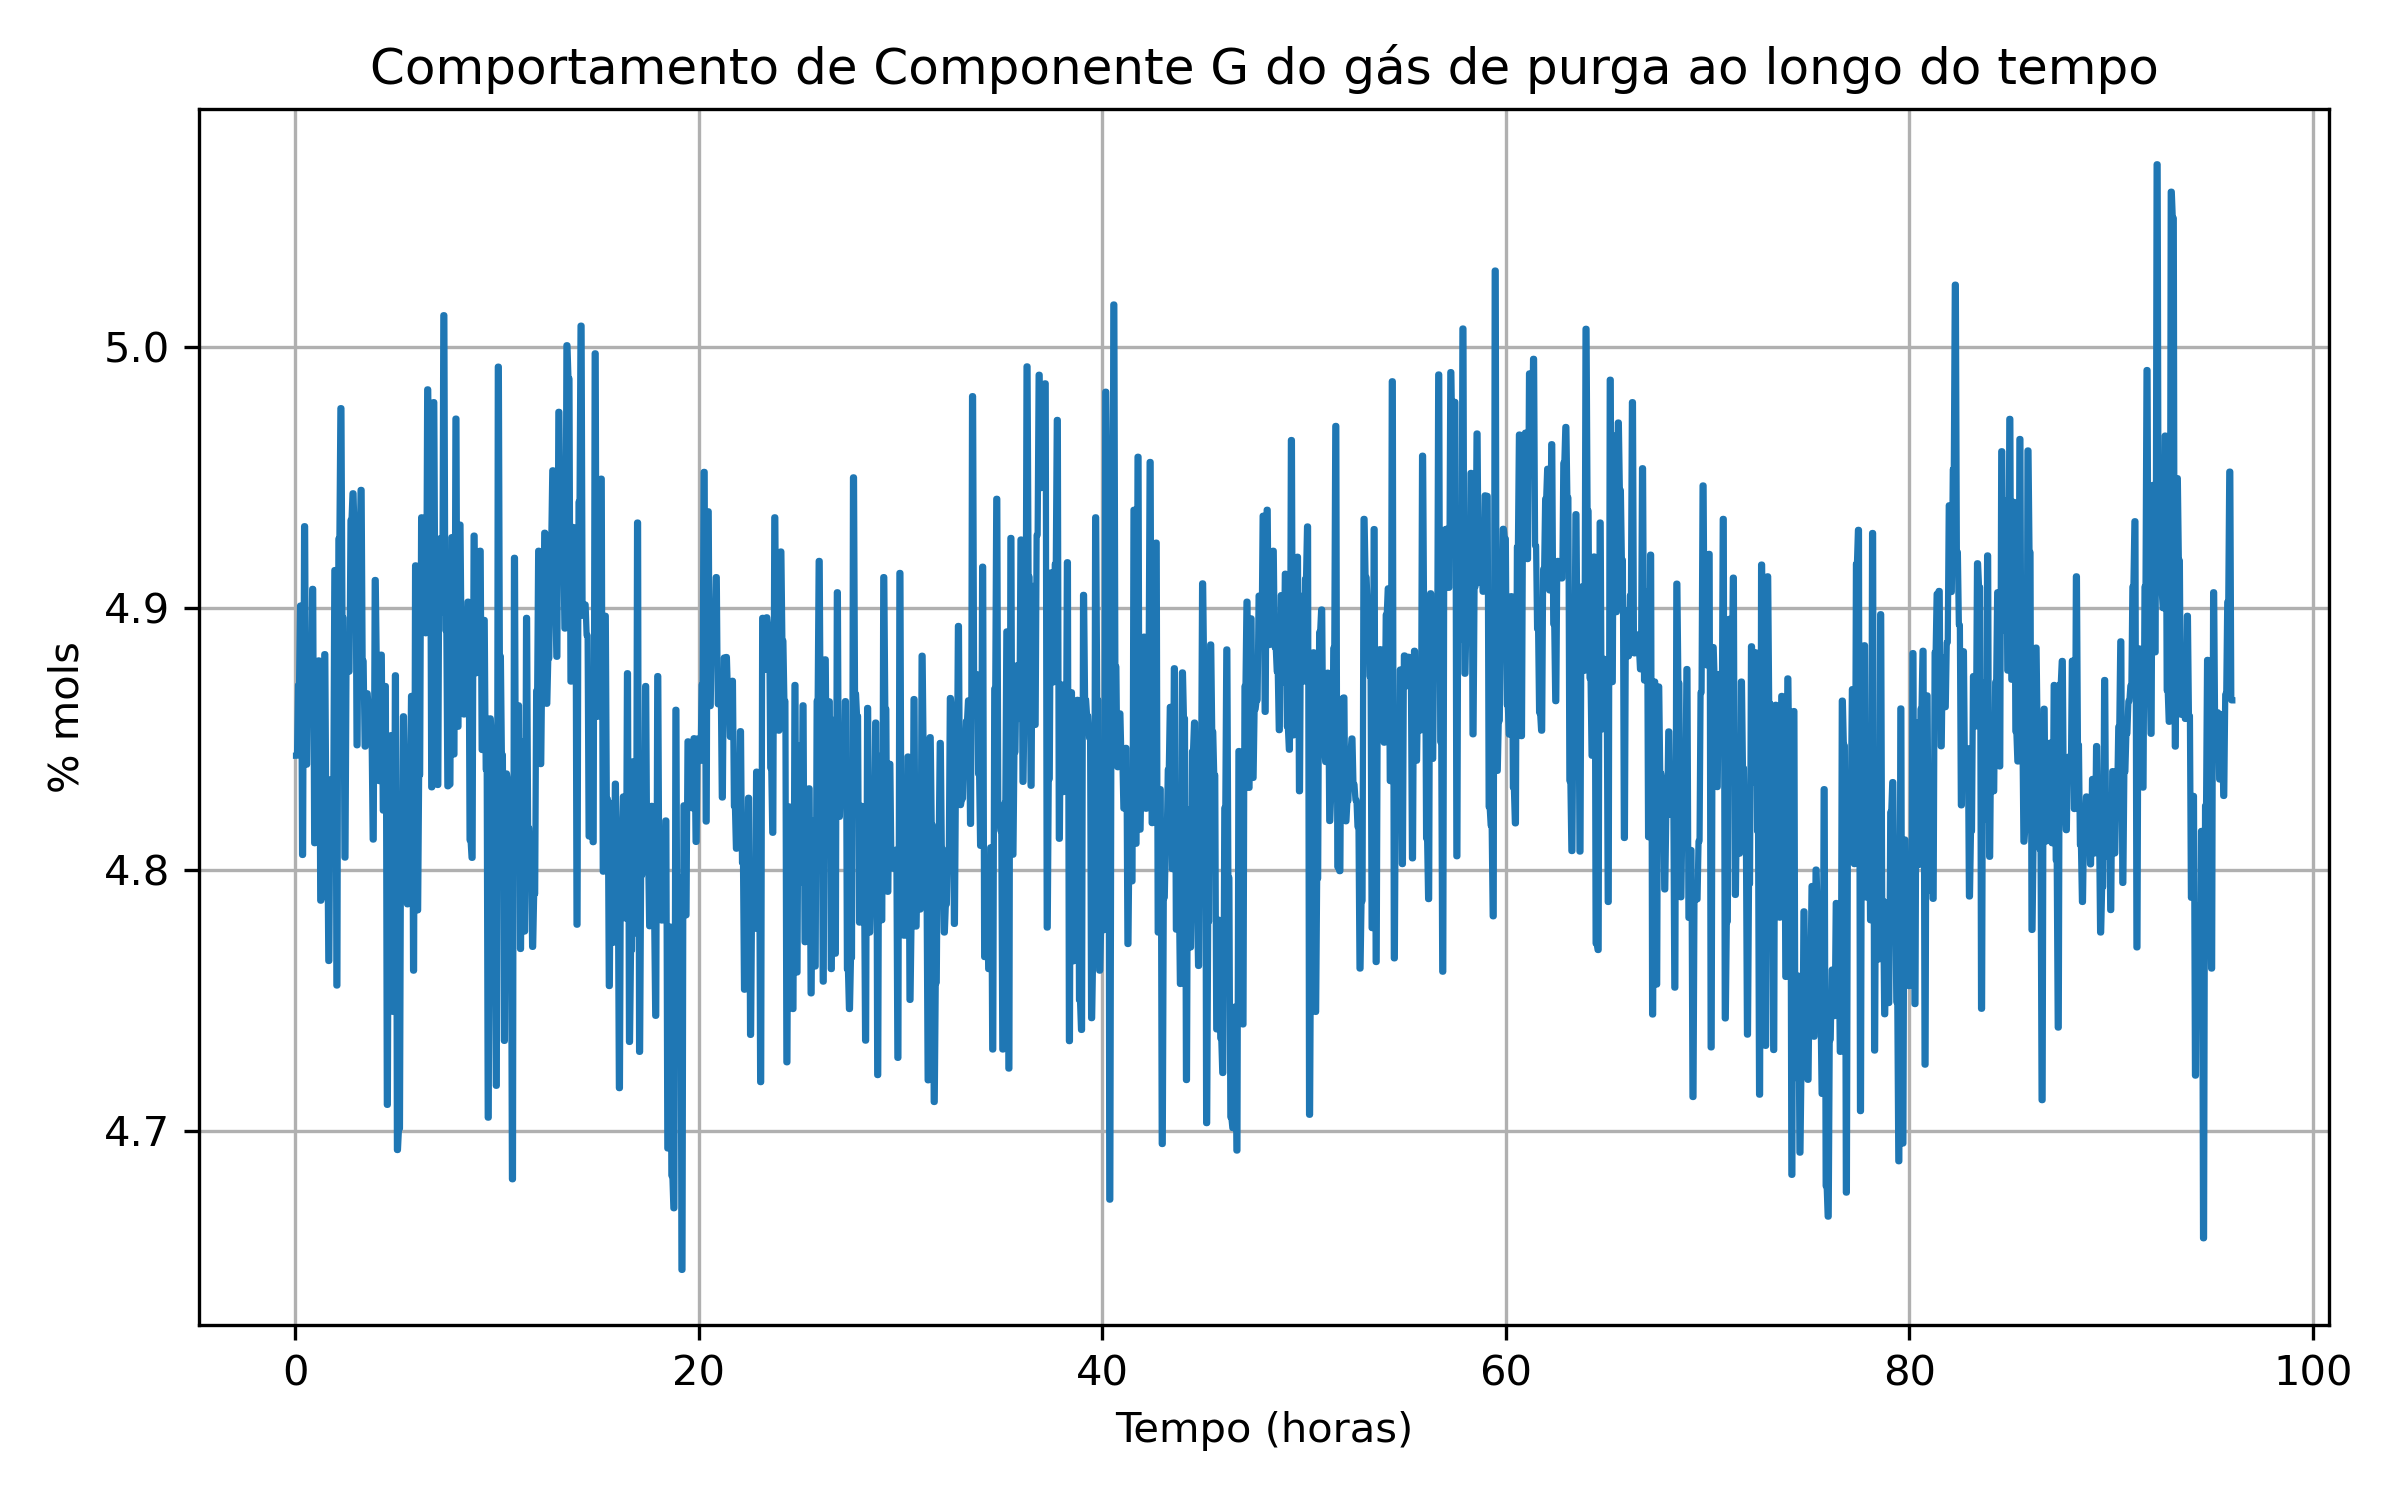 Comportamento de Componente G do gás de purga ao longo do tempo
% mols
5.0
4.9
4.8
4.7
0 20 40 60 80 100
Tempo (horas)